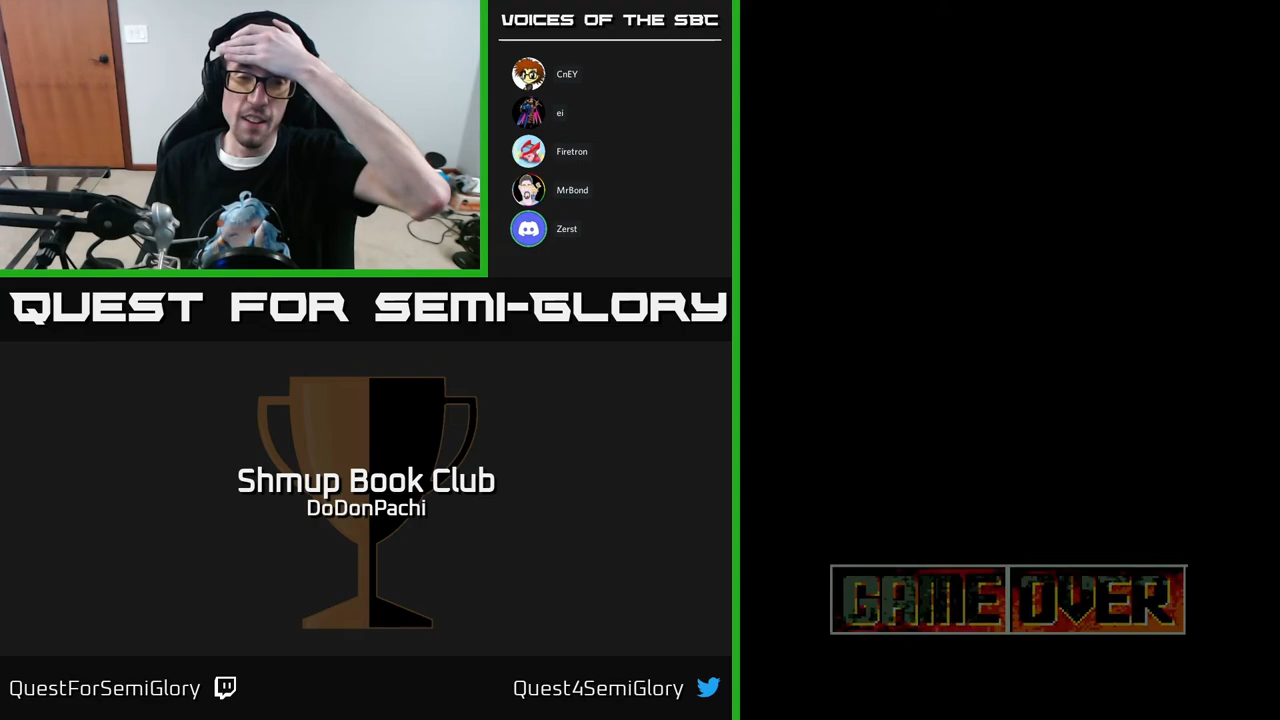 VOICES OF THE SBC
CnEY
ei
Firetron
MrBond
Zerst
QUEST FOR SEMI-GLORY
Shmup Book Club
DoDonPachi
QuestForSemiGlory
Quest4SemiGlory
GAME OVER